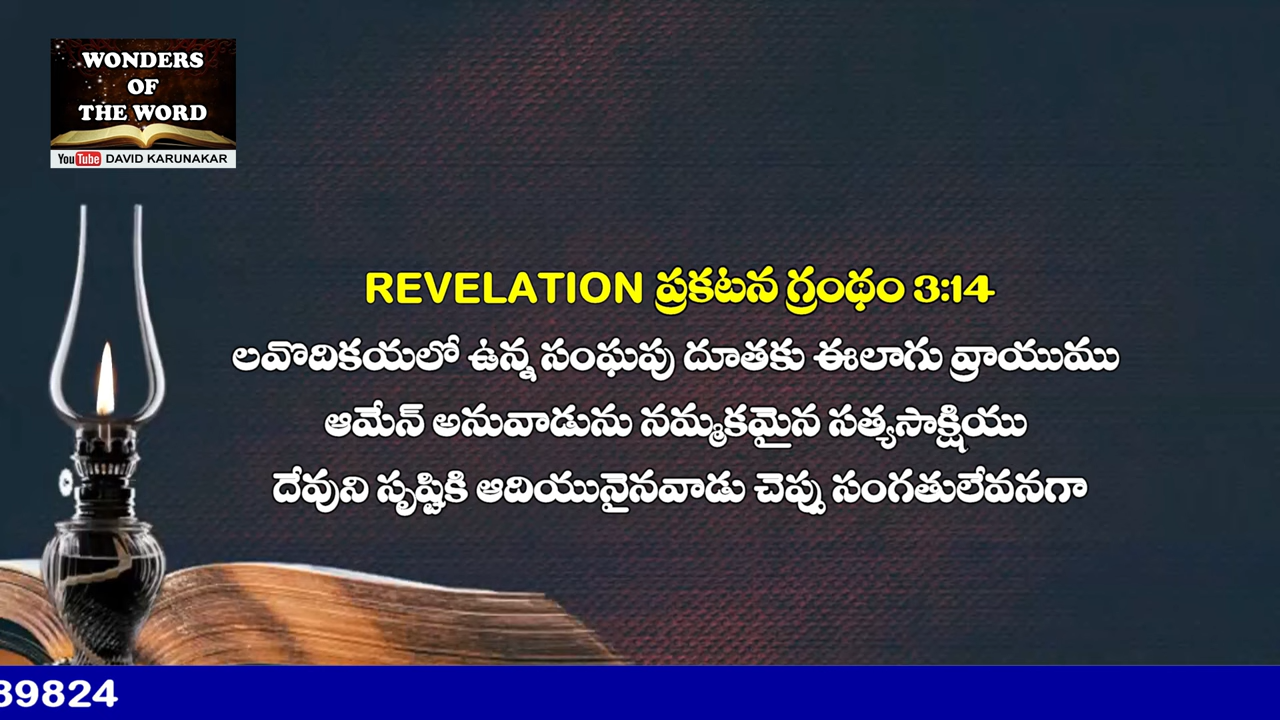 WONDERS
OF
THE WORD
YouTube DAVID KARUNAKAR
REVELATION ప్రకటన గ్రంథం 3:14
లవొదికయలో ఉన్న సంఘపు దూతకు ఈలాగు వ్రాయుము
ఆమేన్ అనువాడును నమ్మకమైన సత్యసాక్షియు
దేవుని సృష్టికి ఆదియునైనవాడు చెప్పు సంగతులేవనగా
39824